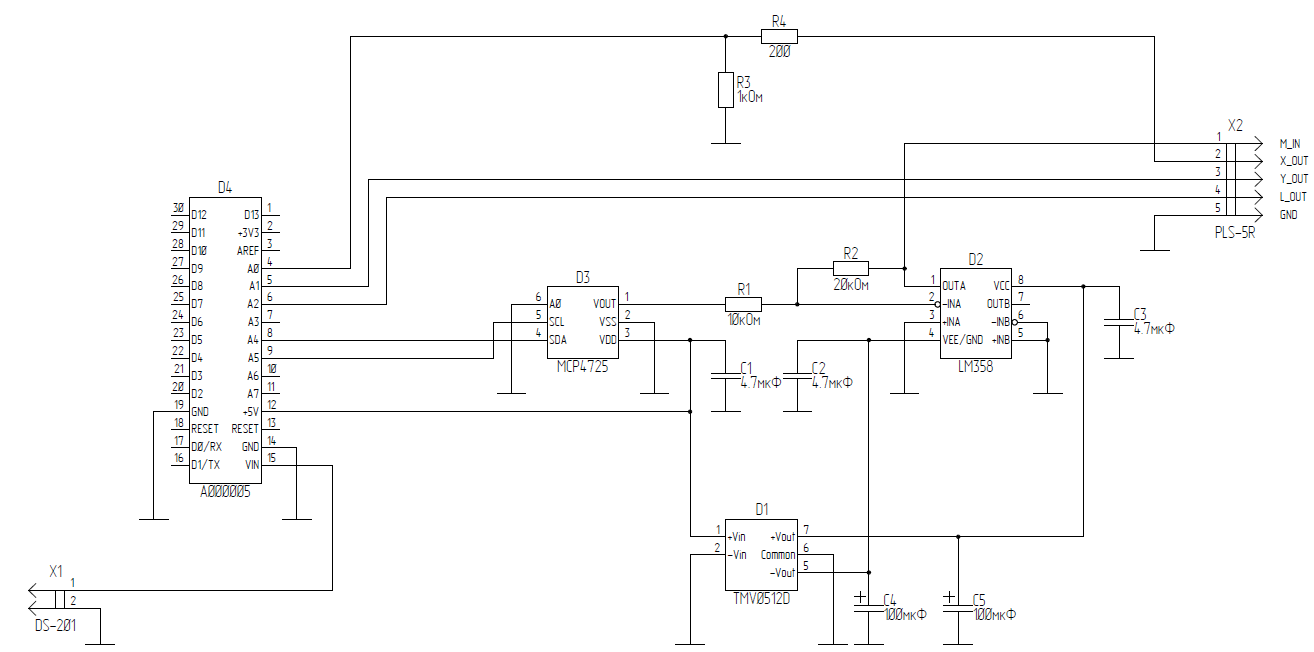 R4
200
R3
1кОм
X2
1 M_IN
2 X_OUT
3 Y_OUT
4 L_OUT
5 GND
PLS-5R
D4
30 D12 D13 1
29 D11 +3V3 2
28 D10 AREF 3
27 D9 A0 4
26 D8 A1 5
25 D7 A2 6
24 D6 A3 7
23 D5 A4 8
22 D4 A5 9
21 D3 A6 10
20 D2 A7 11
19 GND +5V 12
18 RESET RESET 13
17 D0/RX GND 14
16 D1/TX VIN 15
A000005
D3
6 A0 VOUT 1
5 SCL VSS 2
4 SDA VDD 3
MCP4725
R1
10кОм
R2
20кОм
D2
1 OUTA VCC 8
2 -INA OUTB 7
3 +INA -INB 6
4 VEE/GND +INB 5
LM358
C3
4.7мкФ
C1
4.7мкФ
C2
4.7мкФ
D1
1 +Vin +Vout 7
2 -Vin Common 6
-Vout 5
TMV0512D
+ C4
100мкФ
+ C5
100мкФ
X1
1
2
DS-201